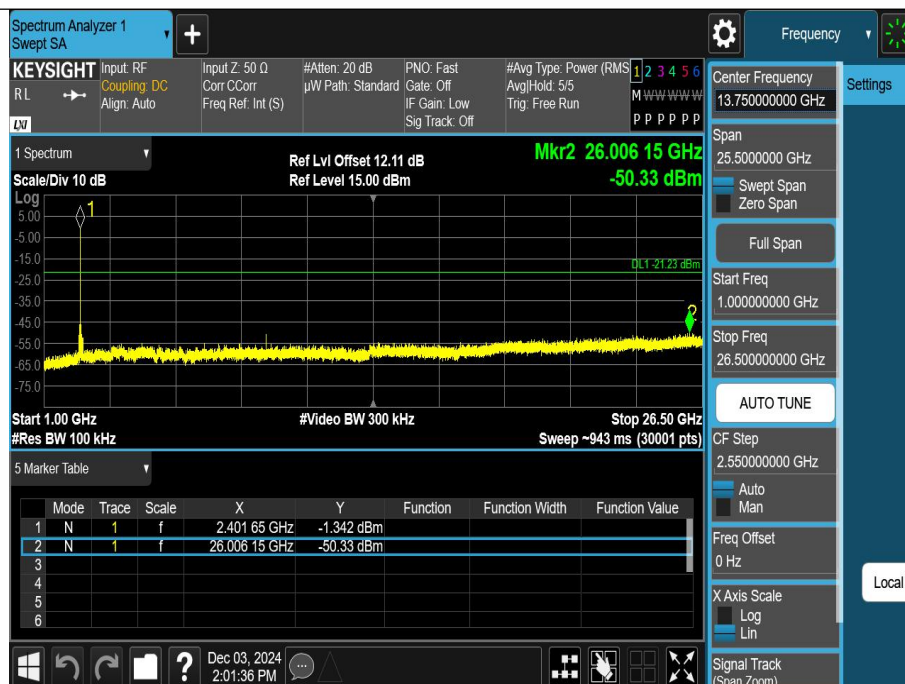 Spectrum Analyzer 1
Swept SA
Frequency
KEYSIGHT
RL
LXI
Input: RF
Coupling: DC
Align: Auto
Input Z: 50 Ω
Corr CCorr
Freq Ref: Int (S)
#Atten: 20 dB
µW Path: Standard
PNO: Fast
Gate: Off
IF Gain: Low
Sig Track: Off
#Avg Type: Power (RMS
Avg|Hold: 5/5
Trig: Free Run
1 2 3 4 5 6
M W W W W W
P P P P P P
1 Spectrum
Scale/Div 10 dB
Ref Lvl Offset 12.11 dB
Ref Level 15.00 dBm
Mkr2 26.006 15 GHz
-50.33 dBm
Log
5.00
-5.00
-15.0
-25.0
-35.0
-45.0
-55.0
-65.0
-75.0
1
DL1 -21.23 dBm
2
Start 1.00 GHz
#Res BW 100 kHz
#Video BW 300 kHz
Stop 26.50 GHz
Sweep ~943 ms (30001 pts)
5 Marker Table
Mode Trace Scale X Y Function Function Width Function Value
1 N 1 f 2.401 65 GHz -1.342 dBm
2 N 1 f 26.006 15 GHz -50.33 dBm
3
4
5
6
?
Dec 03, 2024
2:01:36 PM
Center Frequency
13.750000000 GHz
Settings
Span
25.5000000 GHz
Swept Span
Zero Span
Full Span
Start Freq
1.000000000 GHz
Stop Freq
26.500000000 GHz
AUTO TUNE
CF Step
2.550000000 GHz
Auto
Man
Freq Offset
0 Hz
Local
X Axis Scale
Log
Lin
Signal Track
(Span Zoom)